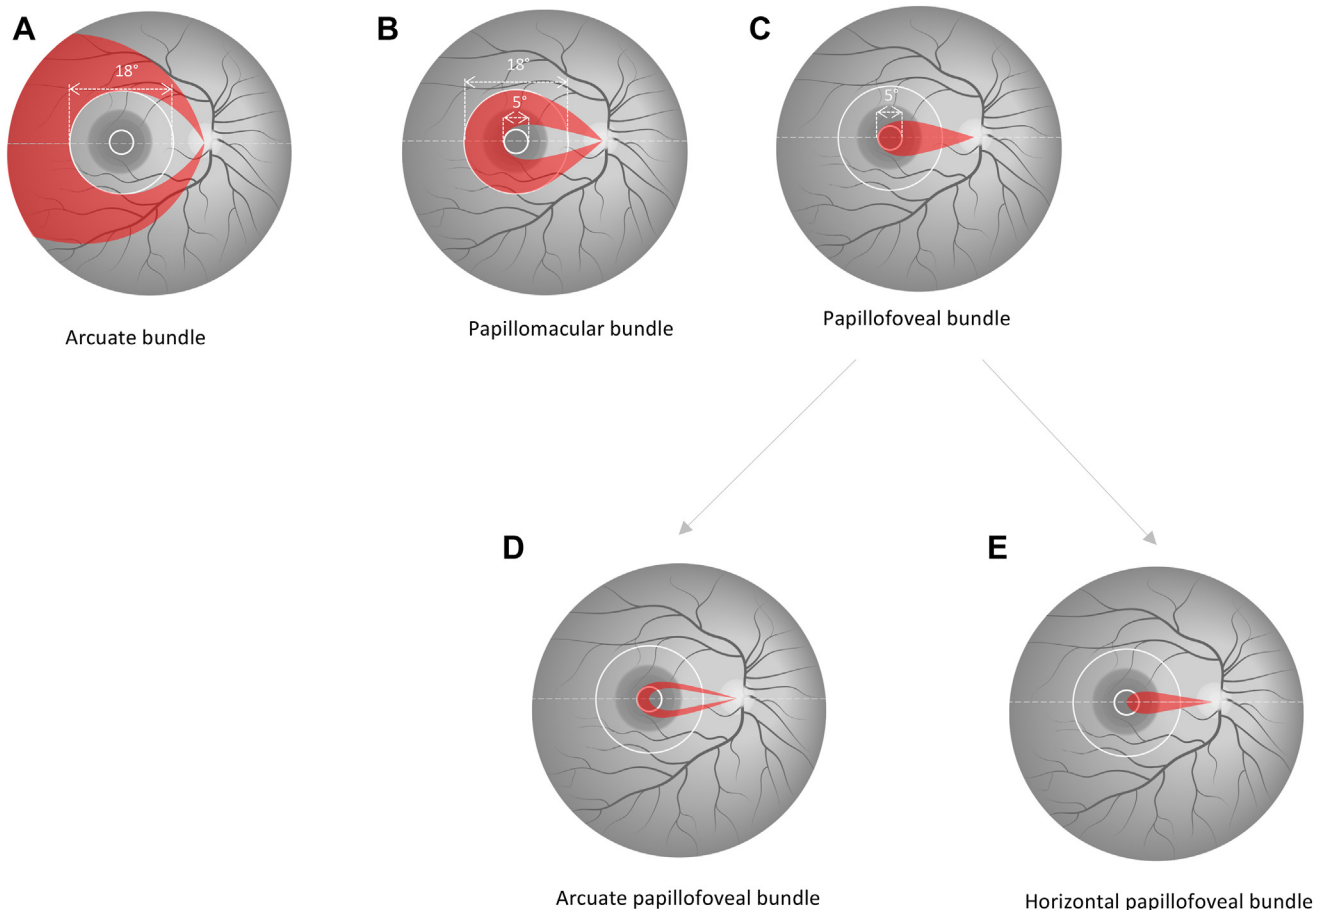 A
B
C
18°
18°
5°
5°
Arcuate bundle
Papillomacular bundle
Papillofoveal bundle
D
E
Arcuate papillofoveal bundle
Horizontal papillofoveal bundle